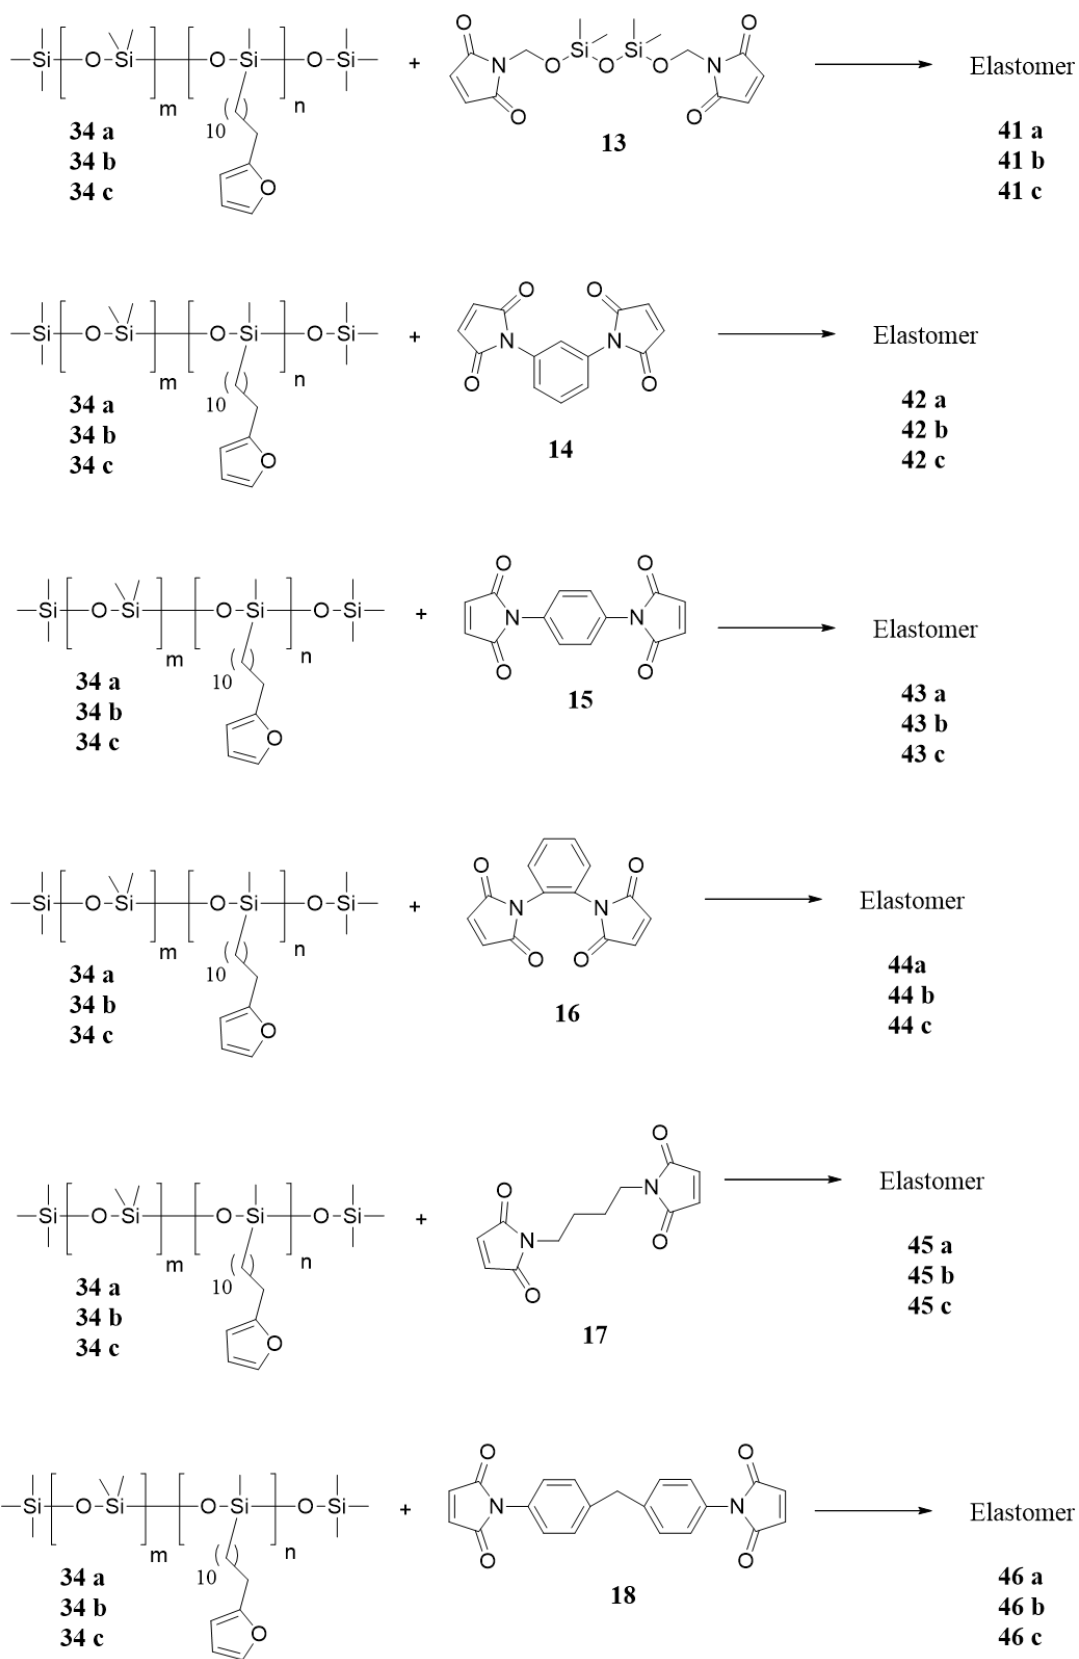 O O
Si O Si O Si O Si + N O Si O Si O N Elastomer
m n O O
34 a 10 13 41 a
34 b 41 b
34 c O 41 c
O O
Si O Si O Si O Si + N N Elastomer
m n O O
34 a 10 42 a
34 b 14 42 b
34 c O 42 c
O O
Si O Si O Si O Si + N N Elastomer
m n O O
34 a 10 15 43 a
34 b 43 b
34 c O 43 c
O O
Si O Si O Si O Si + N N Elastomer
m n O O
34 a 10 44a
34 b 16 44 b
34 c O 44 c
O
O N Elastomer
Si O Si O Si O Si + N O
m n O
34 a 10 45 a
34 b 17 45 b
34 c O 45 c
O O
Si O Si O Si O Si + N N Elastomer
m n O O
34 a 10 18 46 a
34 b 46 b
34 c O 46 c